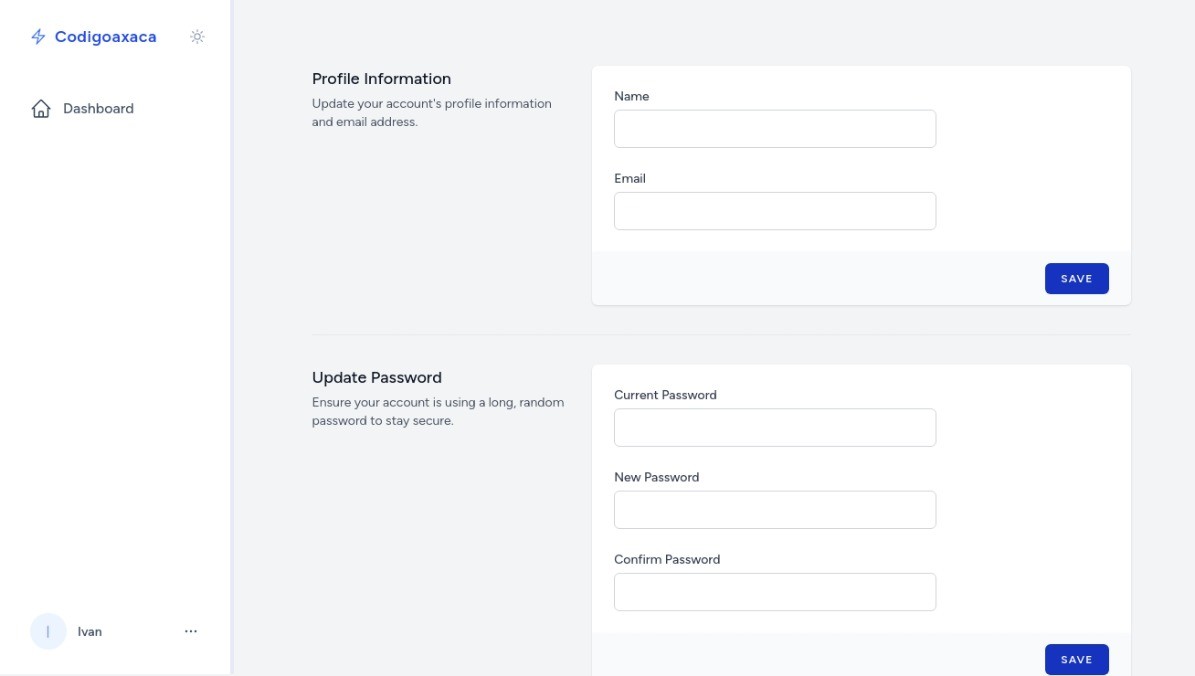 Codigoaxaca
Dashboard
Profile Information
Update your account's profile information
and email address.
Name
Email
SAVE
Update Password
Ensure your account is using a long, random
password to stay secure.
Current Password
New Password
Confirm Password
SAVE
I
Ivan
...